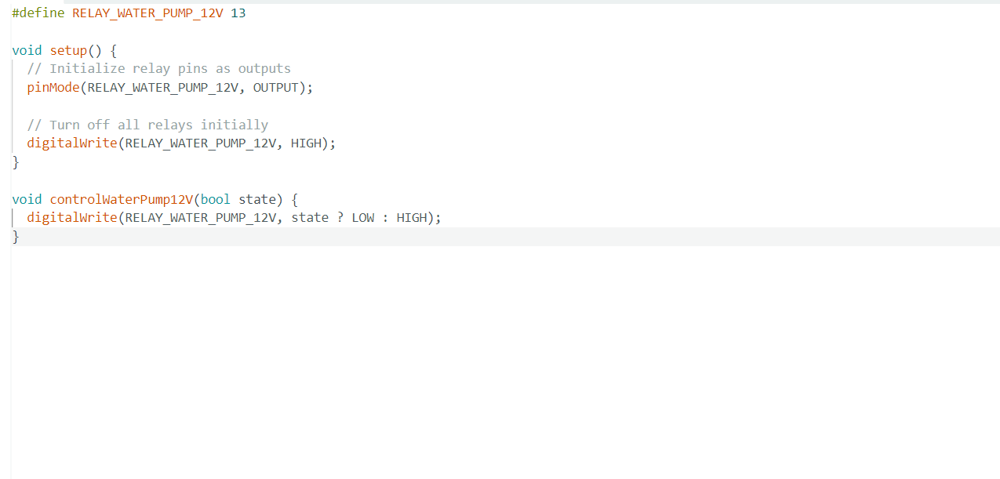 #define RELAY_WATER_PUMP_12V 13
void setup() {
// Initialize relay pins as outputs
pinMode(RELAY_WATER_PUMP_12V, OUTPUT);
// Turn off all relays initially
digitalWrite(RELAY_WATER_PUMP_12V, HIGH);
}
void controlWaterPump12V(bool state) {
digitalWrite(RELAY_WATER_PUMP_12V, state ? LOW : HIGH);
}